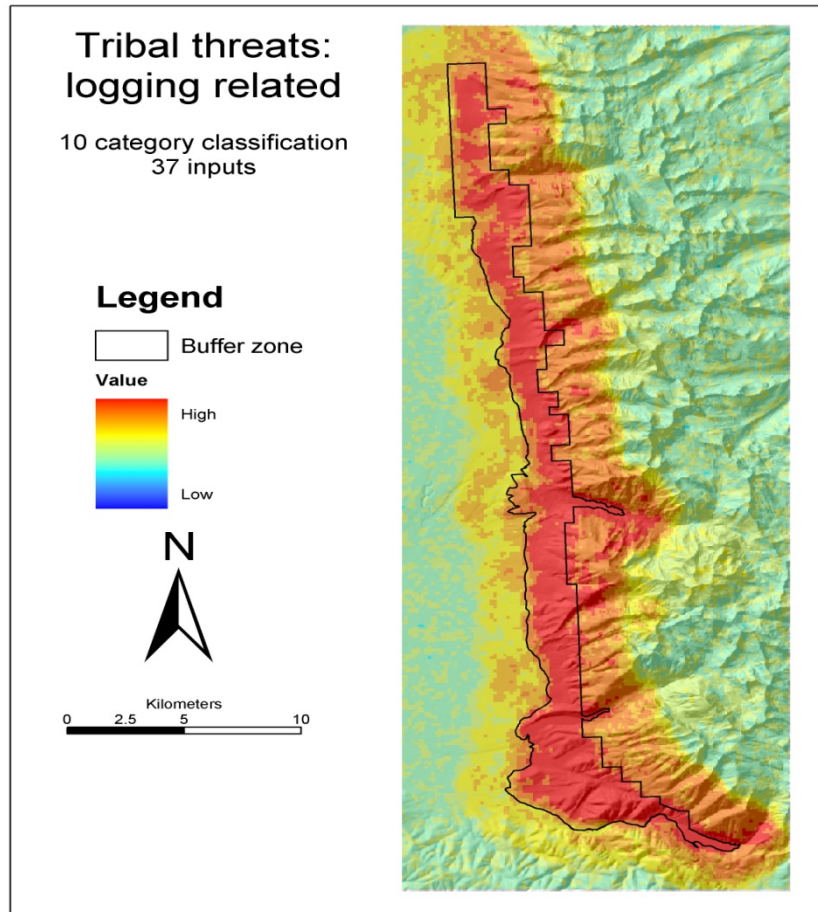 Tribal threats:
logging related
10 category classification
37 inputs
Legend
Buffer zone
Value
High
Low
N
Kilometers
0 2.5 5 10